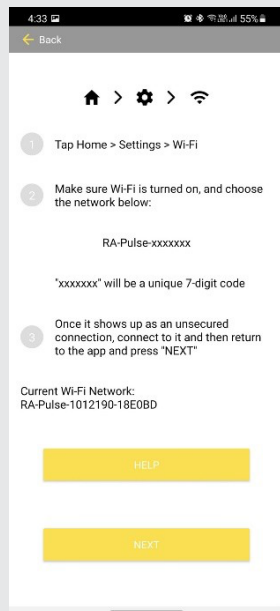 4:33 55%
Back
1 Tap Home > Settings > Wi-Fi
2 Make sure Wi-Fi is turned on, and choose
the network below:
RA-Pulse-xxxxxxx
"xxxxxxx" will be a unique 7-digit code
3 Once it shows up as an unsecured
connection, connect to it and then return
to the app and press "NEXT"
Current Wi-Fi Network:
RA-Pulse-1012190-18E0BD
HELP
NEXT